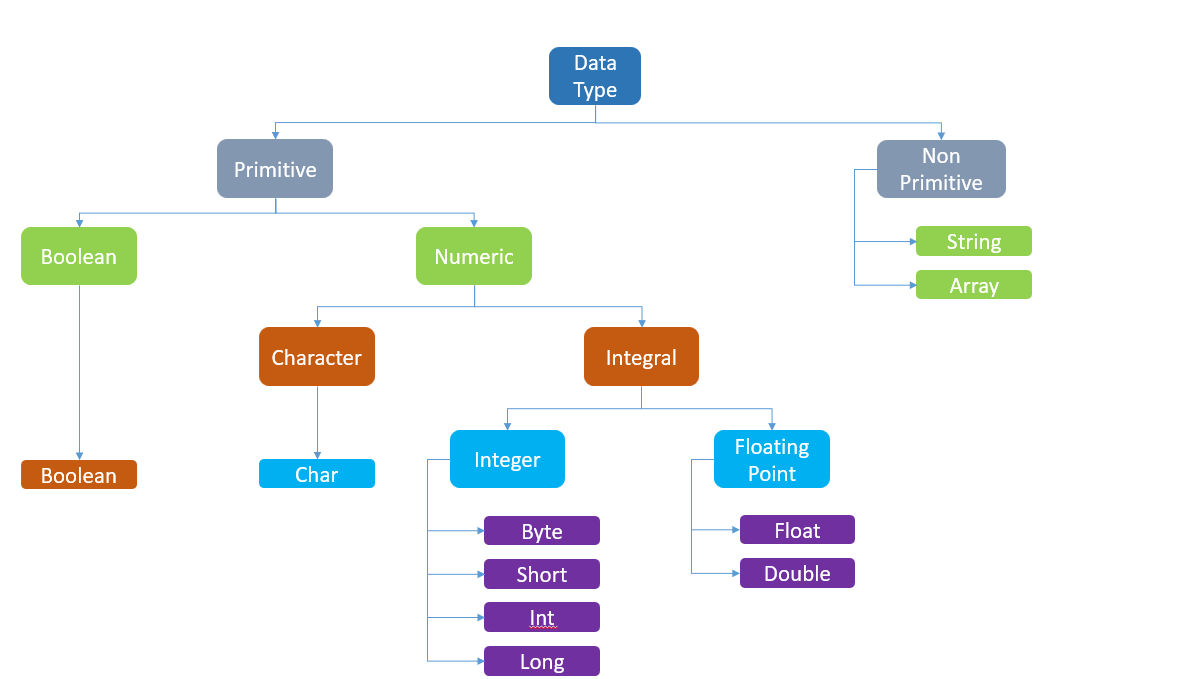 Data
Type
Primitive
Non
Primitive
Boolean
Numeric
String
Array
Character
Integral
Integer
Floating
Point
Boolean
Char
Byte
Short
Int
Long
Float
Double